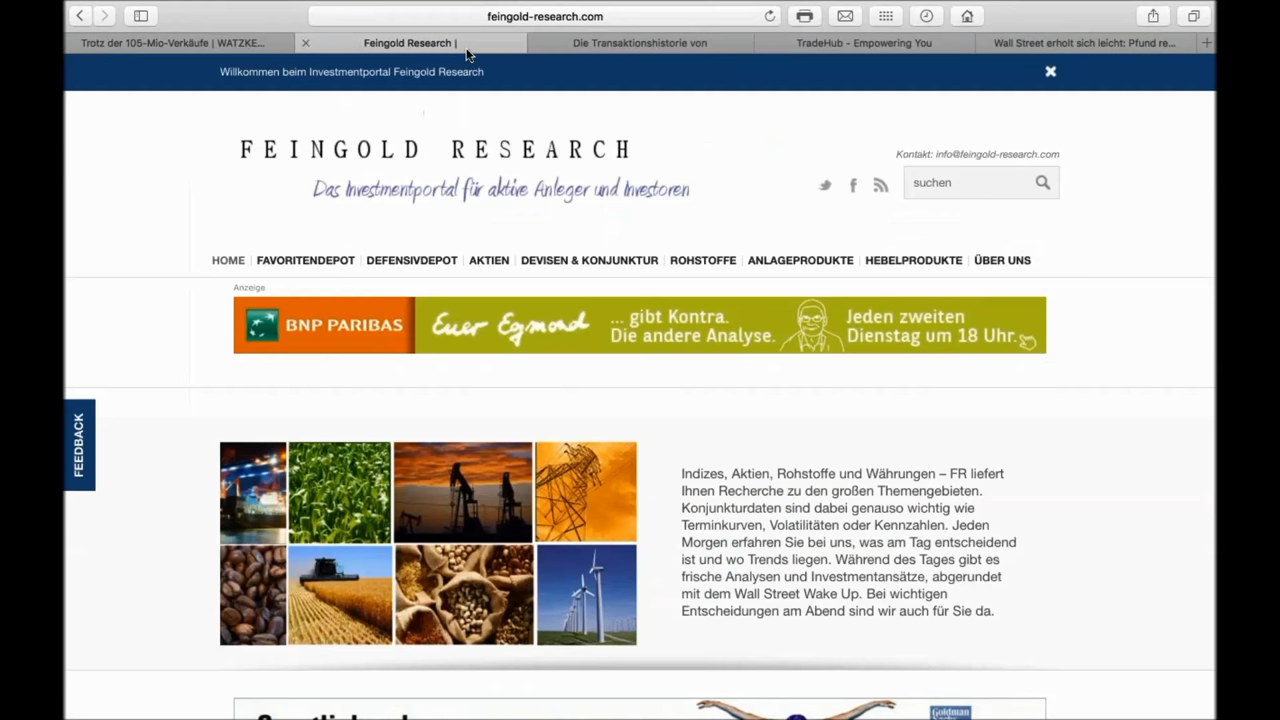 feingold-research.com
Trotz der 105-Mio-Verkäufe | WATZKE...
Feingold Research |
Die Transaktionshistorie von
TradeHub - Empowering You
Wall Street erholt sich leicht: Pfund re...
Willkommen beim Investmentportal Feingold Research
FEINGOLD RESEARCH
Das Investmentportal für aktive Anleger und Investoren
Kontakt: info@feingold-research.com
suchen
HOME FAVORITENDEPOT DEFENSIVDEPOT AKTIEN DEVISEN & KONJUNKTUR ROHSTOFFE ANLAGEPRODUKTE HEBELPRODUKTE ÜBER UNS
Anzeige
BNP PARIBAS
Euer Egmond
... gibt Kontra.
Die andere Analyse.
Jeden zweiten
Dienstag um 18 Uhr.
FEEDBACK
Indizes, Aktien, Rohstoffe und Währungen – FR liefert
Ihnen Recherche zu den großen Themengebieten.
Konjunkturdaten sind dabei genauso wichtig wie
Terminkurven, Volatilitäten oder Kennzahlen. Jeden
Morgen erfahren Sie bei uns, was am Tag entscheidend
ist und wo Trends liegen. Während des Tages gibt es
frische Analysen und Investmentansätze, abgerundet
mit dem Wall Street Wake Up. Bei wichtigen
Entscheidungen am Abend sind wir auch für Sie da.
Goldman